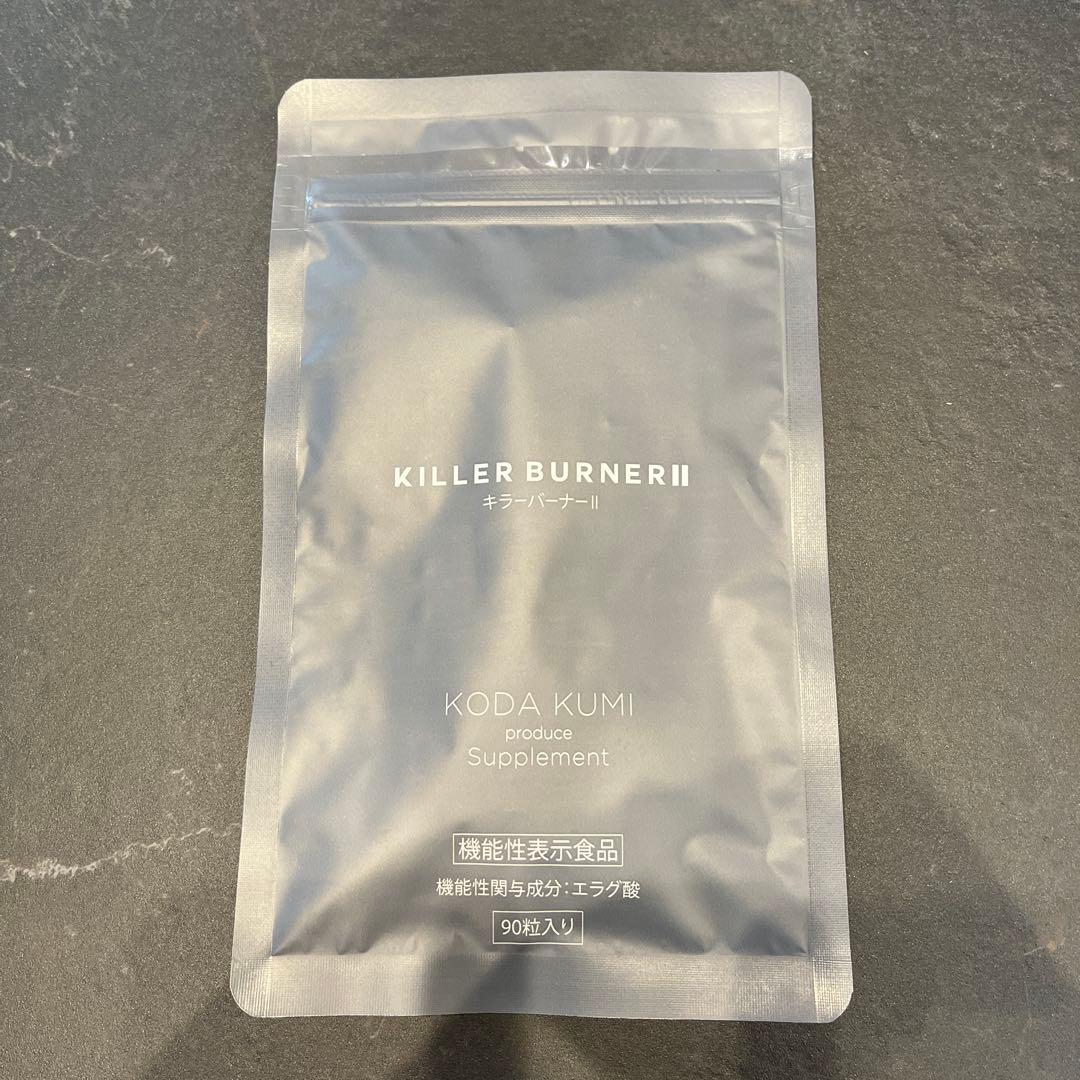 KILLER BURNERII
キラーバーナーII
KODA KUMI
produce
Supplement
機能性表示食品
機能性関与成分：エラグ酸
90粒入り